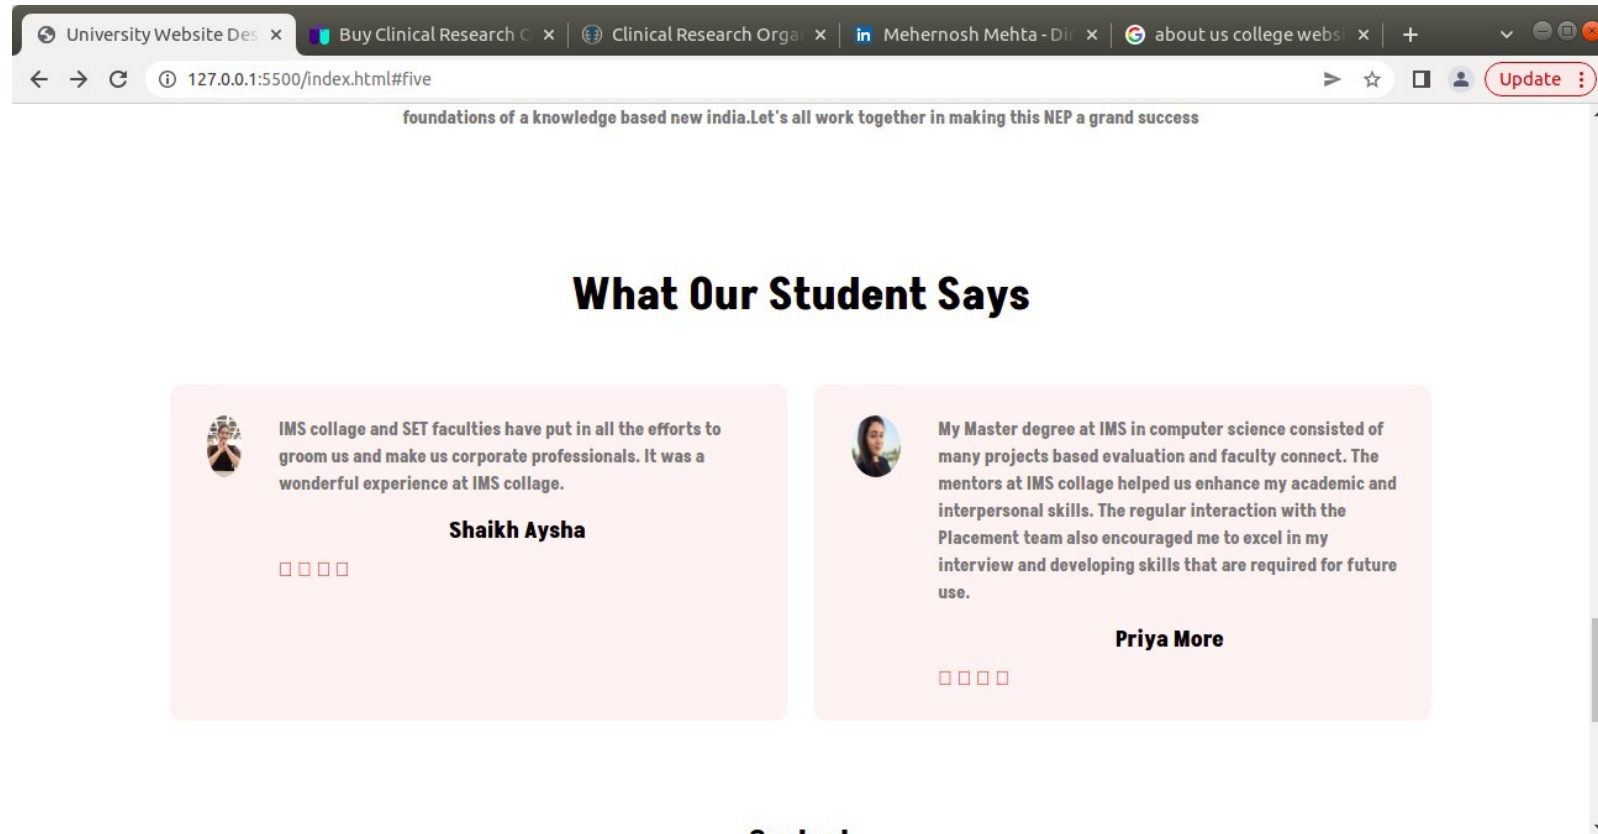 University Website Des
Buy Clinical Research C
Clinical Research Orga
in Mehernosh Mehta - Dir
G about us college webs
127.0.0.1:5500/index.html#five
Update
foundations of a knowledge based new india.Let's all work together in making this NEP a grand success
What Our Student Says
IMS collage and SET faculties have put in all the efforts to
groom us and make us corporate professionals. It was a
wonderful experience at IMS collage.
Shaikh Aysha
My Master degree at IMS in computer science consisted of
many projects based evaluation and faculty connect. The
mentors at IMS collage helped us enhance my academic and
interpersonal skills. The regular interaction with the
Placement team also encouraged me to excel in my
interview and developing skills that are required for future
use.
Priya More